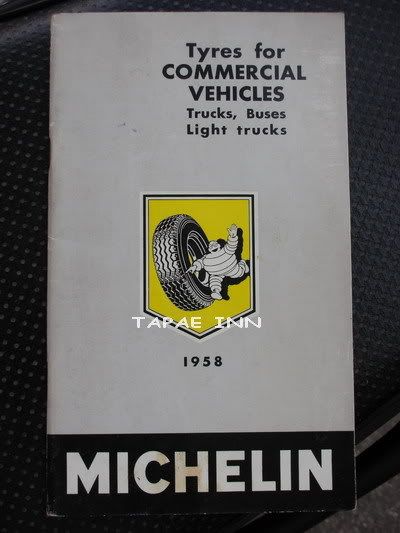 Tyres for
COMMERCIAL
VEHICLES
Trucks, Buses
Light trucks
TAPAE INN
1958
MICHELIN